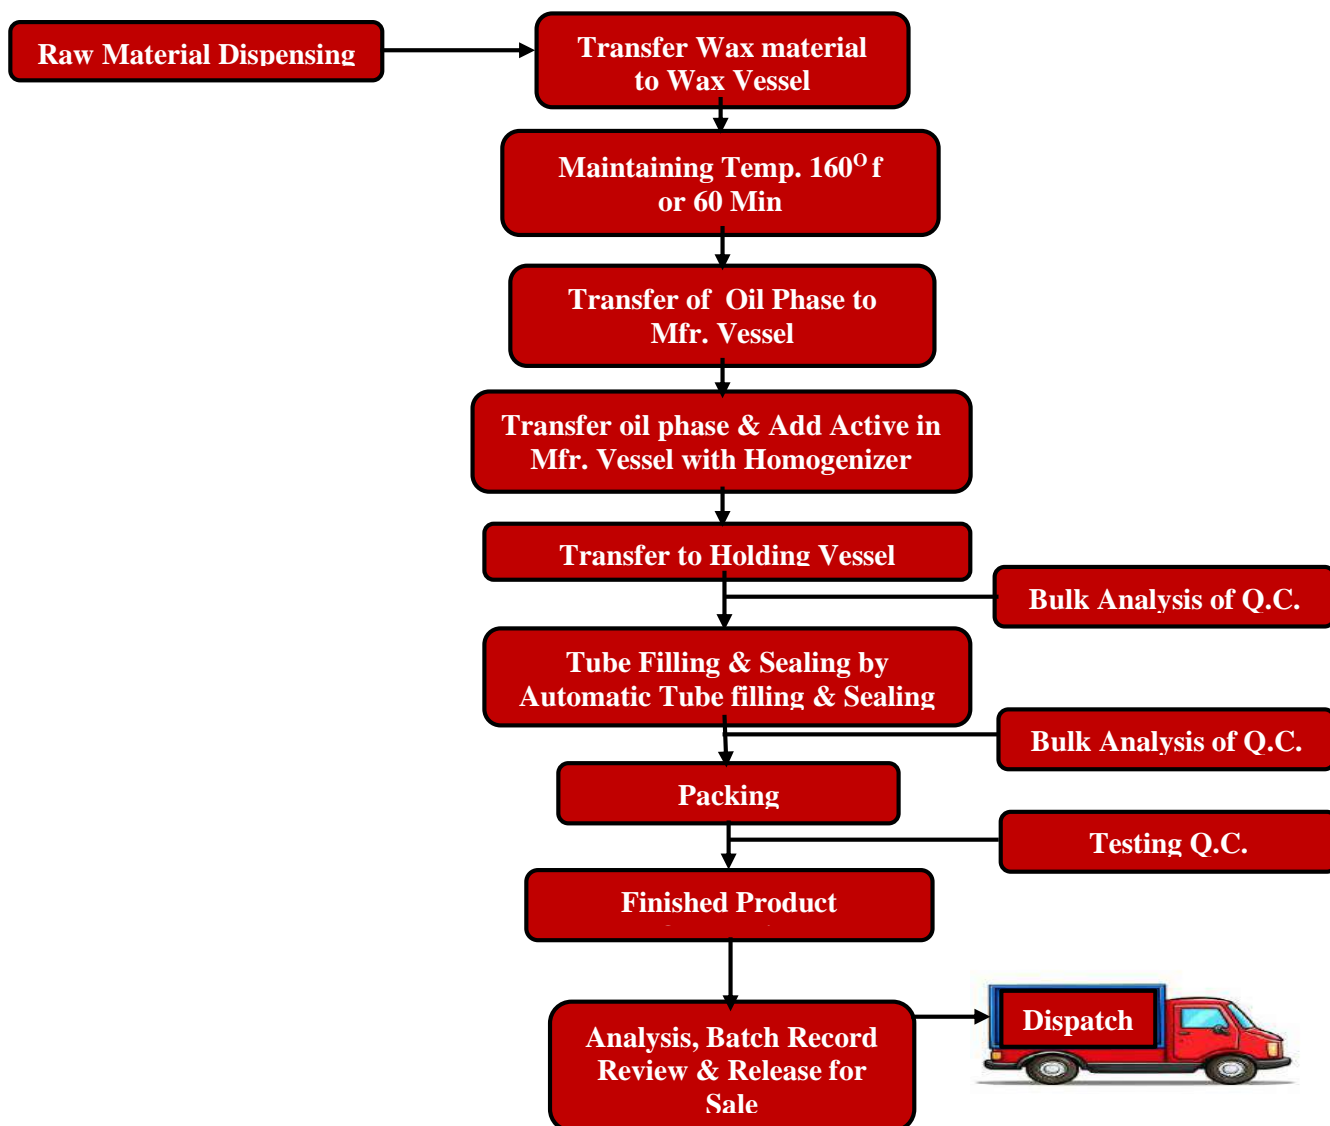 Raw Material Dispensing
Transfer Wax material
to Wax Vessel
Maintaining Temp. 160ᴼ f
or 60 Min
Transfer of Oil Phase to
Mfr. Vessel
Transfer oil phase & Add Active in
Mfr. Vessel with Homogenizer
Transfer to Holding Vessel
Bulk Analysis of Q.C.
Tube Filling & Sealing by
Automatic Tube filling & Sealing
Bulk Analysis of Q.C.
Packing
Testing Q.C.
Finished Product
Analysis, Batch Record
Review & Release for
Sale
Dispatch